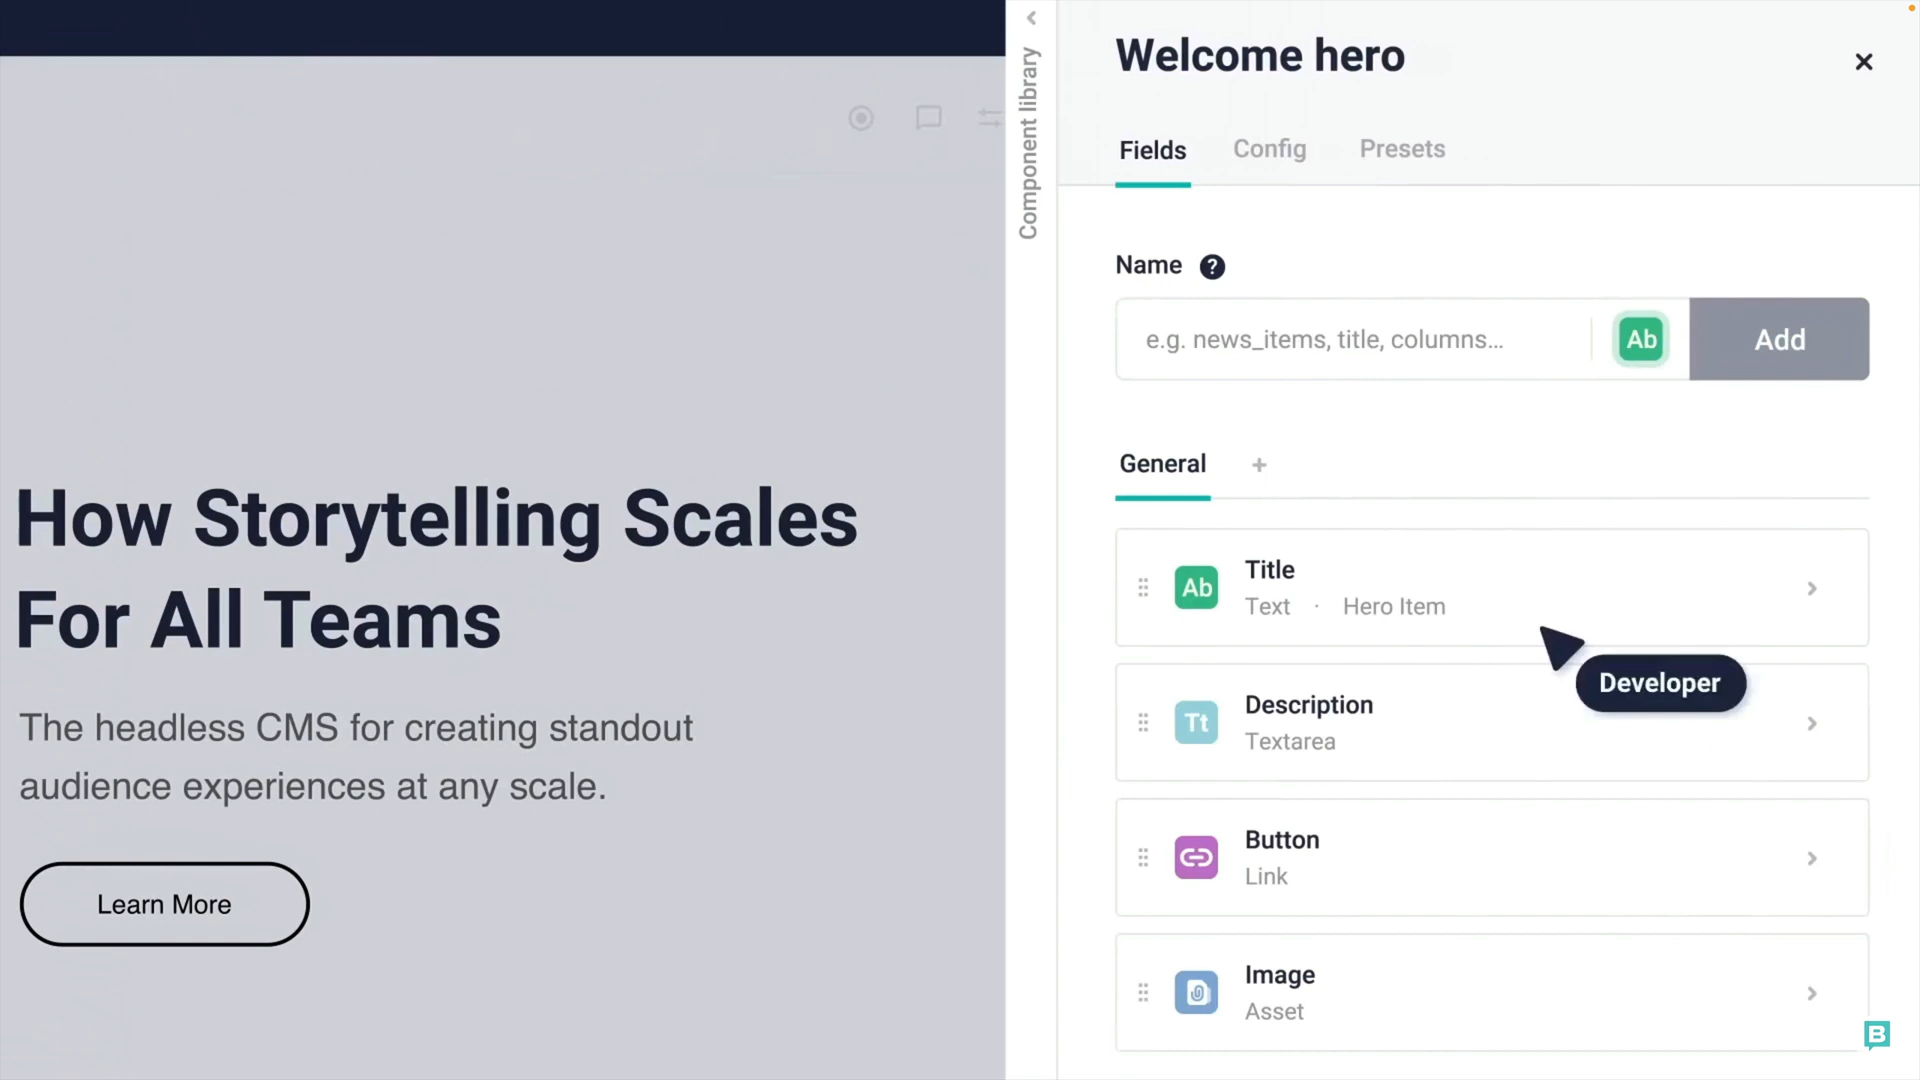 Component library
Welcome hero
Fields
Config
Presets
Name ?
e.g. news_items, title, columns...
Ab
Add
General +
Ab
Title
Text · Hero Item
Developer
Tt
Description
Textarea
Button
Link
Image
Asset
B
How Storytelling Scales
For All Teams
The headless CMS for creating standout
audience experiences at any scale.
Learn More